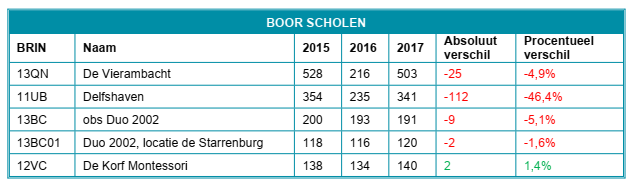 BOOR SCHOLEN
BRIN Naam 2015 2016 2017 Absoluut verschil Procentueel verschil
13QN De Vierambacht 528 216 503 -25 -4,9%
11UB Delfshaven 354 235 341 -112 -46,4%
13BC obs Duo 2002 200 193 191 -9 -5,1%
13BC01 Duo 2002, locatie de Starrenburg 118 116 120 -2 -1,6%
12VC De Korf Montessori 138 134 140 2 1,4%